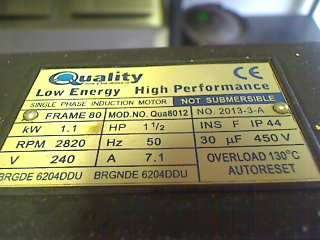 Quality
CE
Low Energy High Performance
SINGLE PHASE INDUCTION MOTOR NOT SUBMERSIBLE
FRAME 80 MOD.NO. Qua8012 NO. 2013-3-A
kW 1.1 HP 1 1/2 INS F IP 44
RPM 2820 Hz 50 30 µF 450 V
V 240 A 7.1 OVERLOAD 130°C
AUTORESET
BRGDE 6204DDU BRGNDE 6204DDU